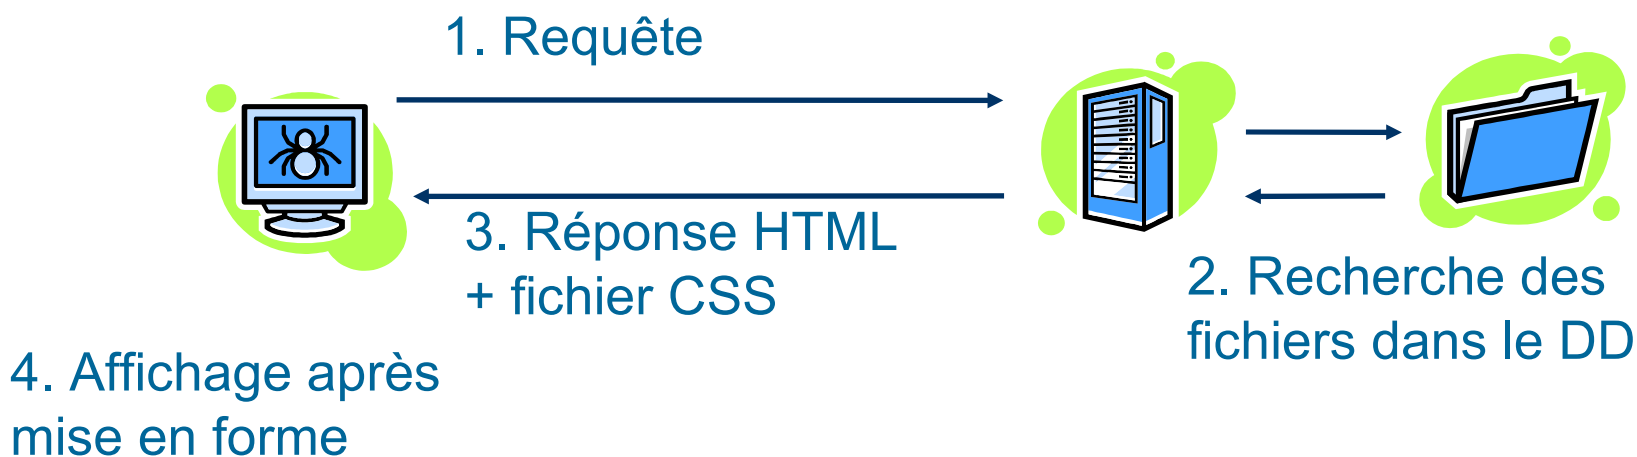 1. Requête
3. Réponse HTML
+ fichier CSS
2. Recherche des
fichiers dans le DD
4. Affichage après
mise en forme